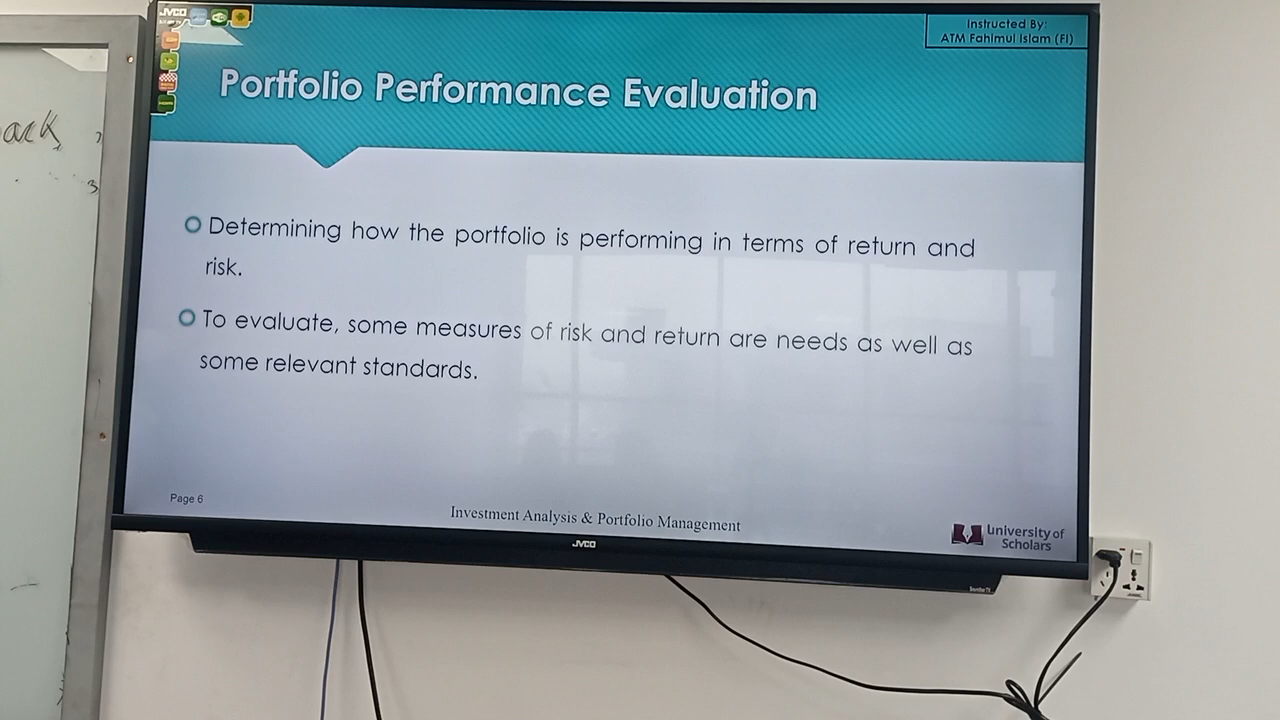 JVCO
Instructed By:
ATM Fahimul Islam (FI)
Portfolio Performance Evaluation
Determining how the portfolio is performing in terms of return and
risk.
To evaluate, some measures of risk and return are needs as well as
some relevant standards.
Page 6
Investment Analysis & Portfolio Management
University of
Scholars
JVCO